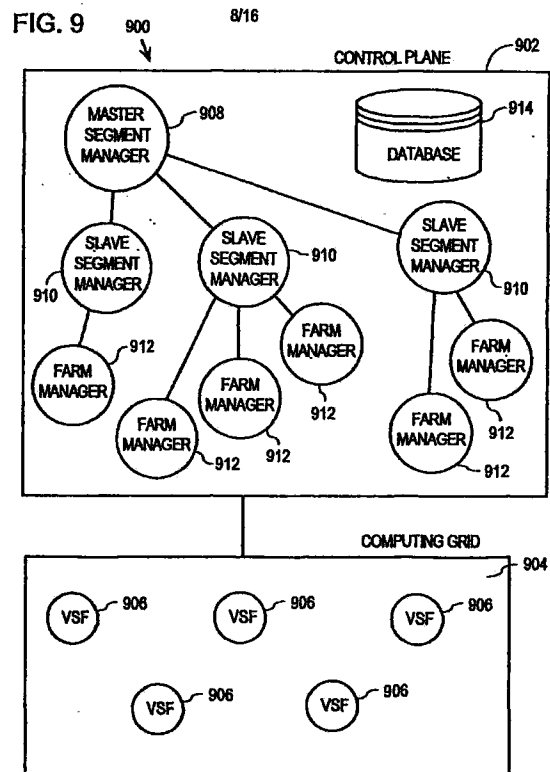 FIG. 9
900
8/16
CONTROL PLANE
902
MASTER
SEGMENT
MANAGER
908
914
DATABASE
SLAVE
SEGMENT
MANAGER
910
SLAVE
SEGMENT
MANAGER
910
SLAVE
SEGMENT
MANAGER
910
FARM
MANAGER
912
FARM
MANAGER
912
FARM
MANAGER
912
FARM
MANAGER
912
FARM
MANAGER
912
FARM
MANAGER
912
COMPUTING GRID
904
VSF
906
VSF
906
VSF
906
VSF
906
VSF
906